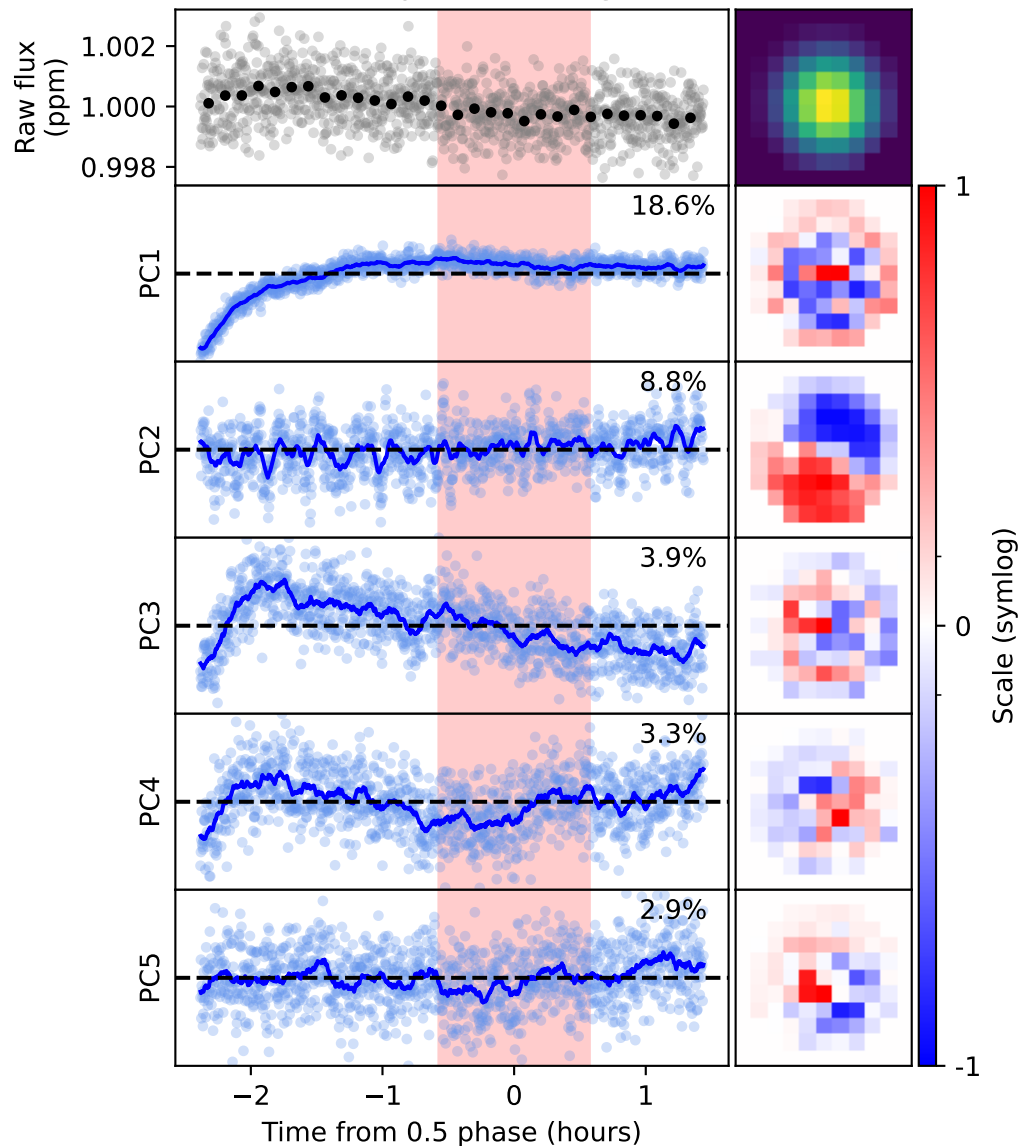 Raw flux
(ppm)
1.002
1.000
0.998
PC1
18.6%
PC2
8.8%
PC3
3.9%
PC4
3.3%
PC5
2.9%
−2
−1
0
1
Time from 0.5 phase (hours)
1
0
-1
Scale (symlog)